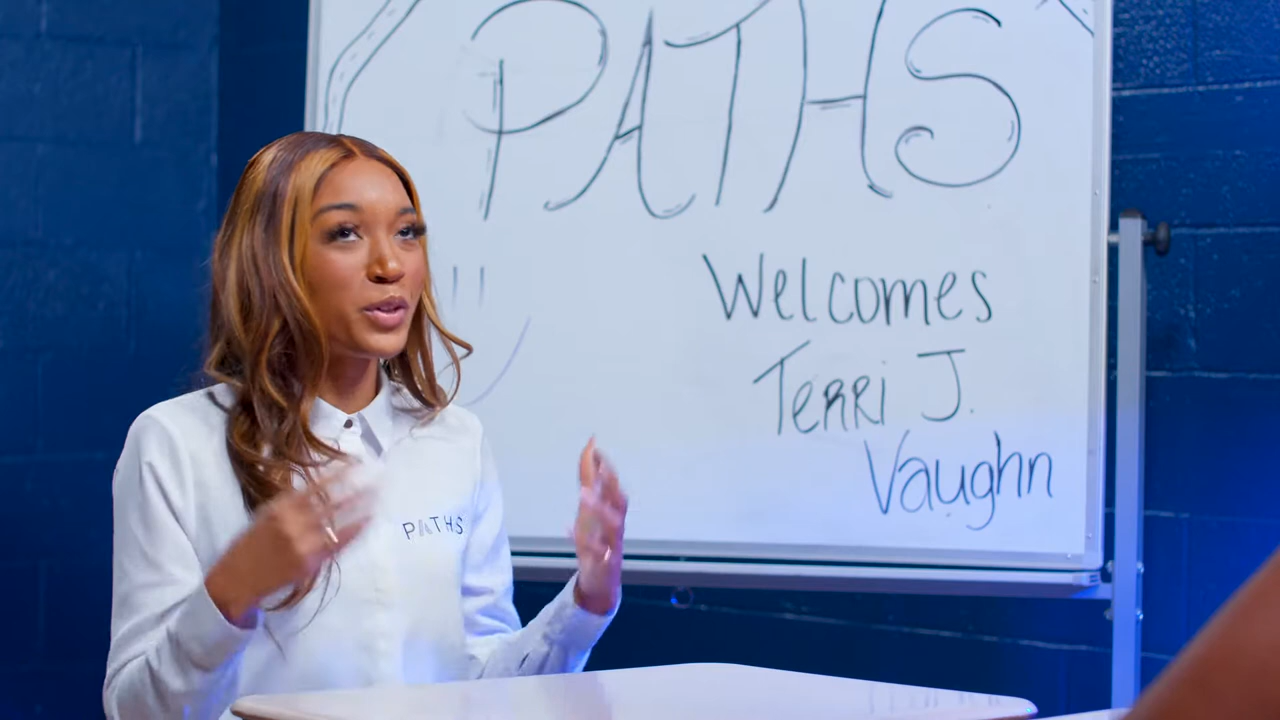 PATHS
Welcomes
Terri J.
Vaughn
PATHS